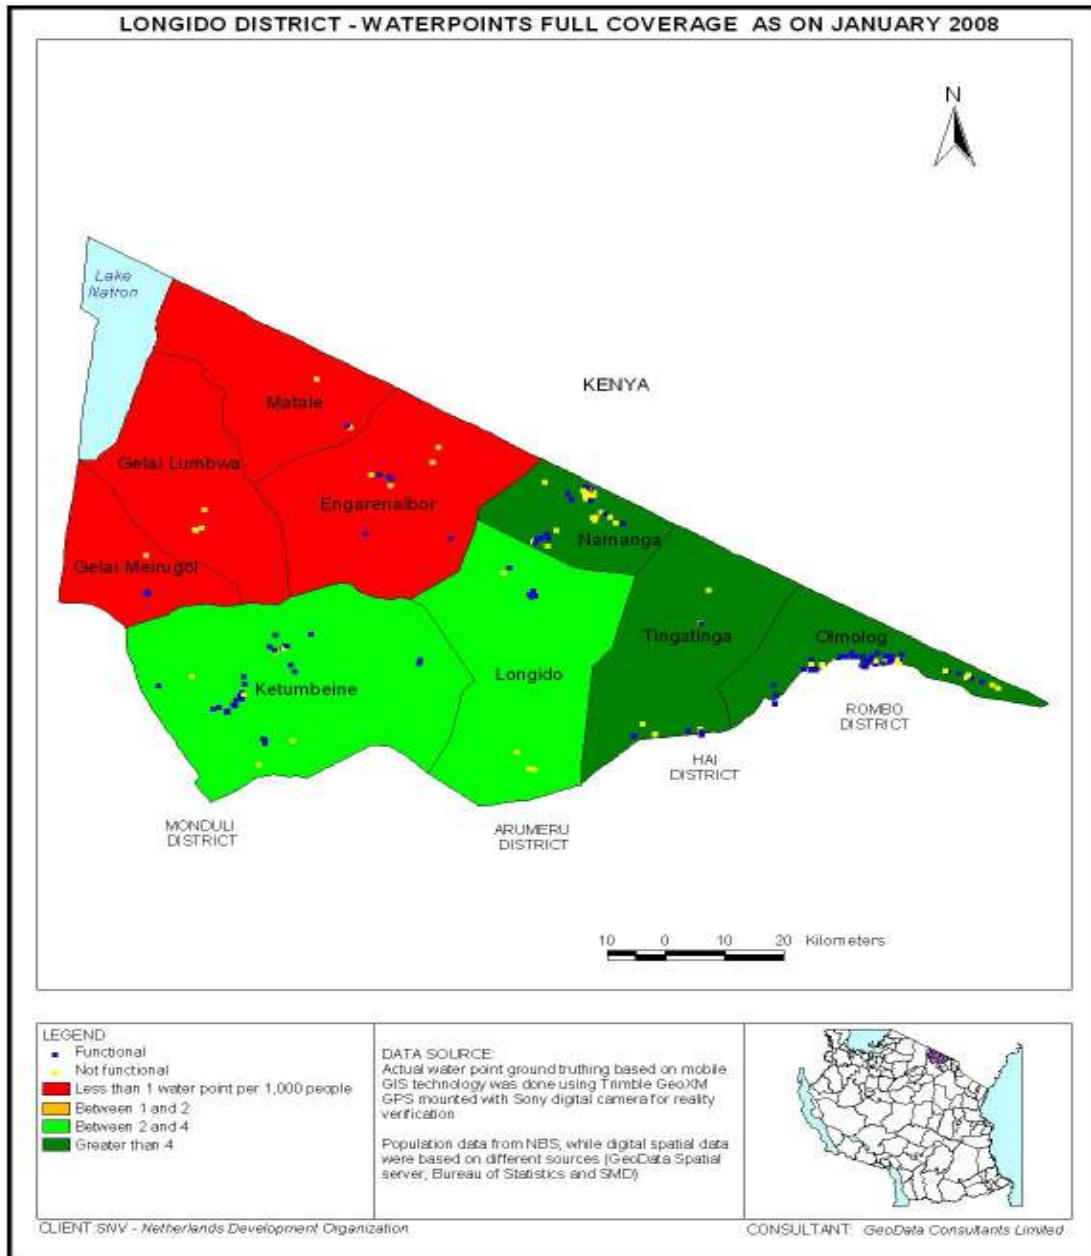 LONGIDO DISTRICT - WATERPOINTS FULL COVERAGE AS ON JANUARY 2008
N
Lake
Natron
KENYA
Matale
Gelai Lumbwa
Engarenaibor
Namanga
Gelai Meirugoi
Tingatinga
Olmolog
Longido
Ketumbeine
ROMBO
DISTRICT
HAI
DISTRICT
MONDULI
DISTRICT
ARUMERU
DISTRICT
10 0 10 20 Kilometers
LEGEND
Functional
Not functional
Less than 1 water point per 1,000 people
Between 1 and 2
Between 2 and 4
Greater than 4
DATA SOURCE:
Actual water point ground truthing based on mobile
GIS technology was done using Trimble GeoXM
GPS mounted with Sony digital camera for reality
verification
Population data from NBS, while digital spatial data
were based on different sources (GeoData Spatial
server, Bureau of Statistics and SMD)
CLIENT:SNV - Netherlands Development Organization
CONSULTANT: GeoData Consultants Limited